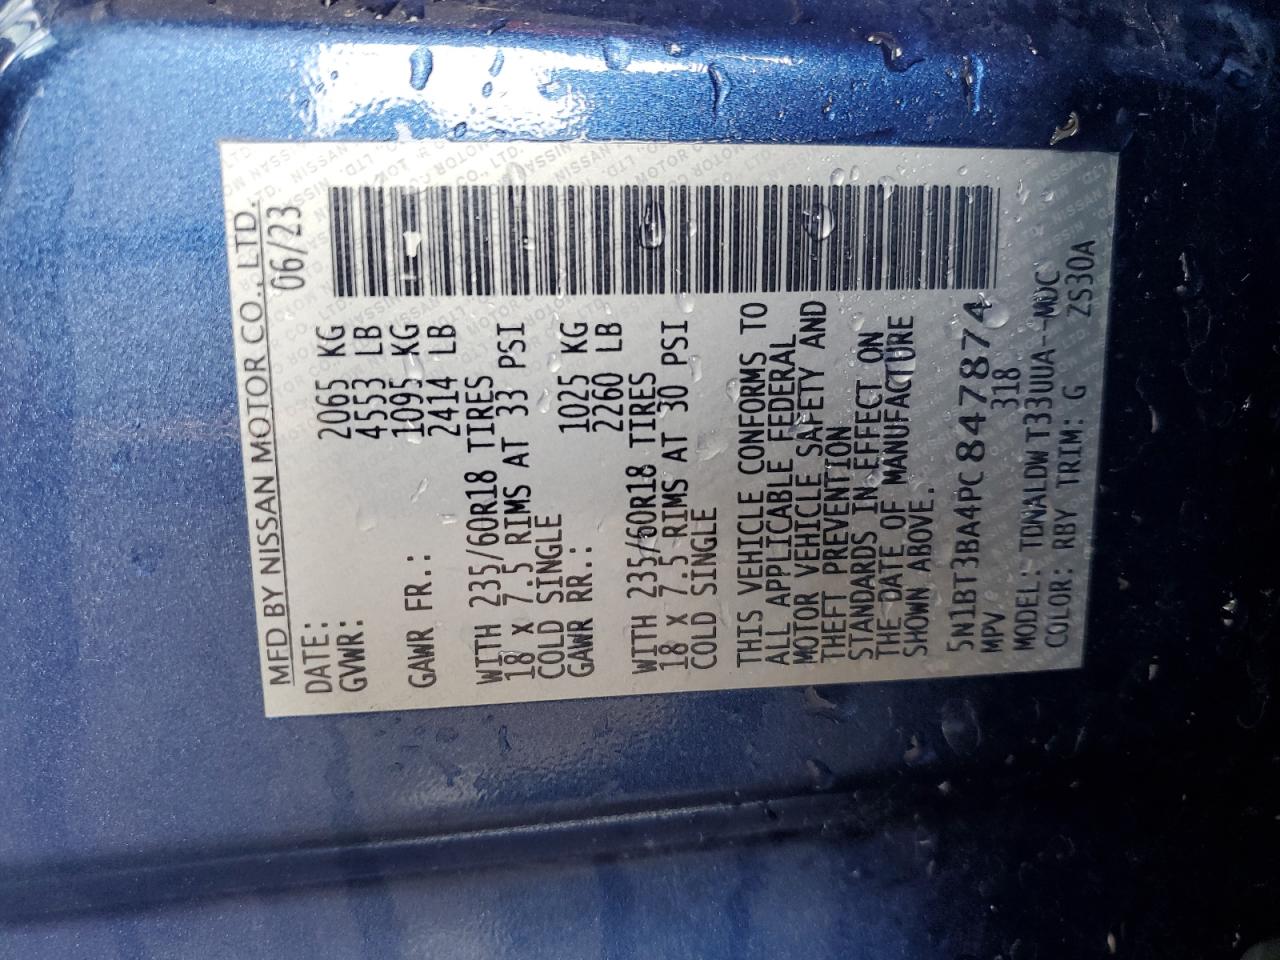 MFD BY NISSAN MOTOR CO., LTD.
DATE: 06/23
GVWR: 2065 KG
4553 LB
GAWR FR.: 1095 KG
2414 LB
WITH 235/60R18 TIRES
18 X 7.5 RIMS AT 33 PSI
COLD SINGLE
GAWR RR.: 1025 KG
2260 LB
WITH 235/60R18 TIRES
18 X 7.5 RIMS AT 30 PSI
COLD SINGLE
THIS VEHICLE CONFORMS TO
ALL APPLICABLE FEDERAL
MOTOR VEHICLE SAFETY AND
THEFT PREVENTION
STANDARDS IN EFFECT ON
THE DATE OF MANUFACTURE
SHOWN ABOVE.
5N1BT3BA4PC847874
MPV 318
MODEL: TDNALDW T33UUA--MDC
COLOR: RBY TRIM: G ZS30A